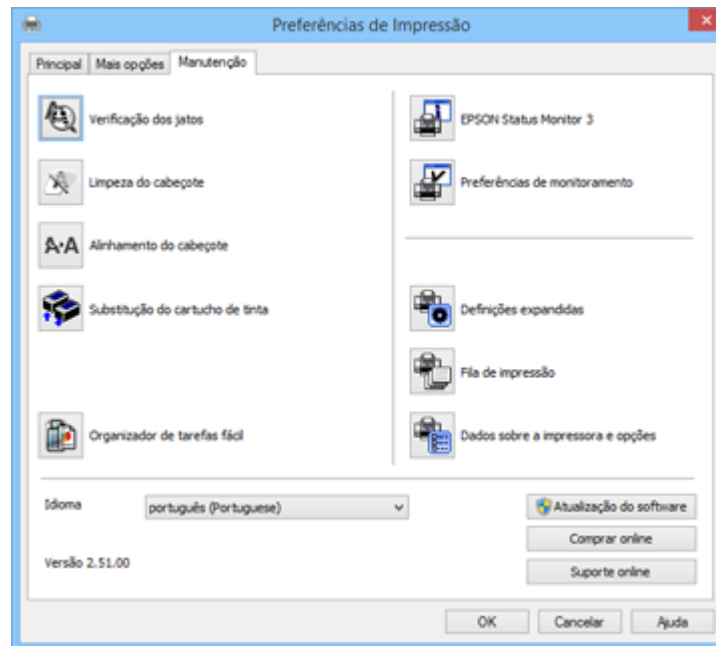 Preferências de Impressão
Principal
Mais opções
Manutenção
Verificação dos jatos
Limpeza do cabeçote
A·A
Alinhamento do cabeçote
Substituição do cartucho de tinta
Organizador de tarefas fácil
EPSON Status Monitor 3
Preferências de monitoramento
Definições expandidas
Fila de impressão
Dados sobre a impressora e opções
Idioma
português (Portuguese)
Versão 2.51.00
Atualização do software
Comprar online
Suporte online
OK
Cancelar
Ajuda